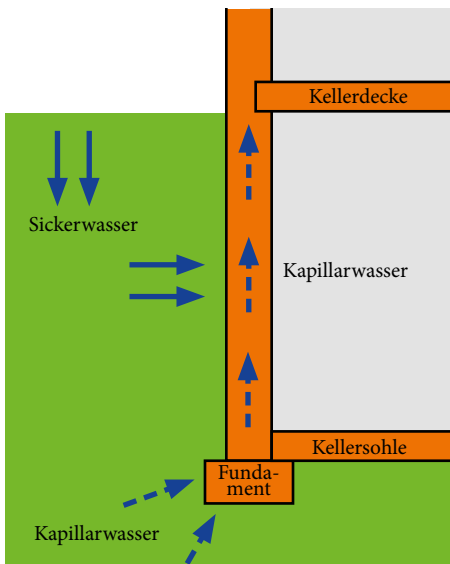 Kellerdecke
Sickerwasser
Kapillarwasser
Kellersohle
Funda-
ment
Kapillarwasser